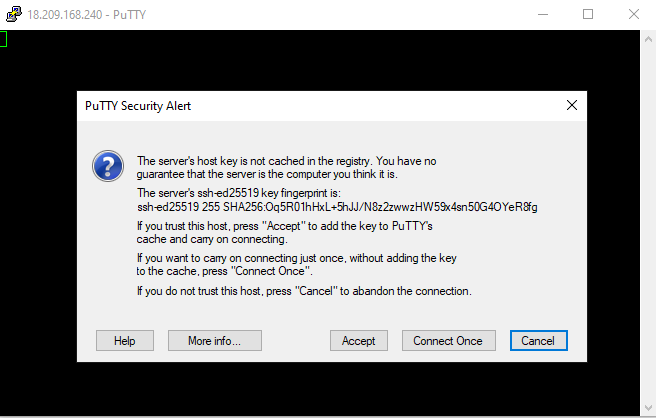 18.209.168.240 - PuTTY
PuTTY Security Alert
The server's host key is not cached in the registry. You have no
guarantee that the server is the computer you think it is.
The server's ssh-ed25519 key fingerprint is:
ssh-ed25519 255 SHA256:Oq5R01hHxL+5hJJ/N8z2zwwzHW59x4sn50G4OYeR8fg
If you trust this host, press "Accept" to add the key to PuTTY's
cache and carry on connecting.
If you want to carry on connecting just once, without adding the key
to the cache, press "Connect Once".
If you do not trust this host, press "Cancel" to abandon the connection.
Help
More info...
Accept
Connect Once
Cancel